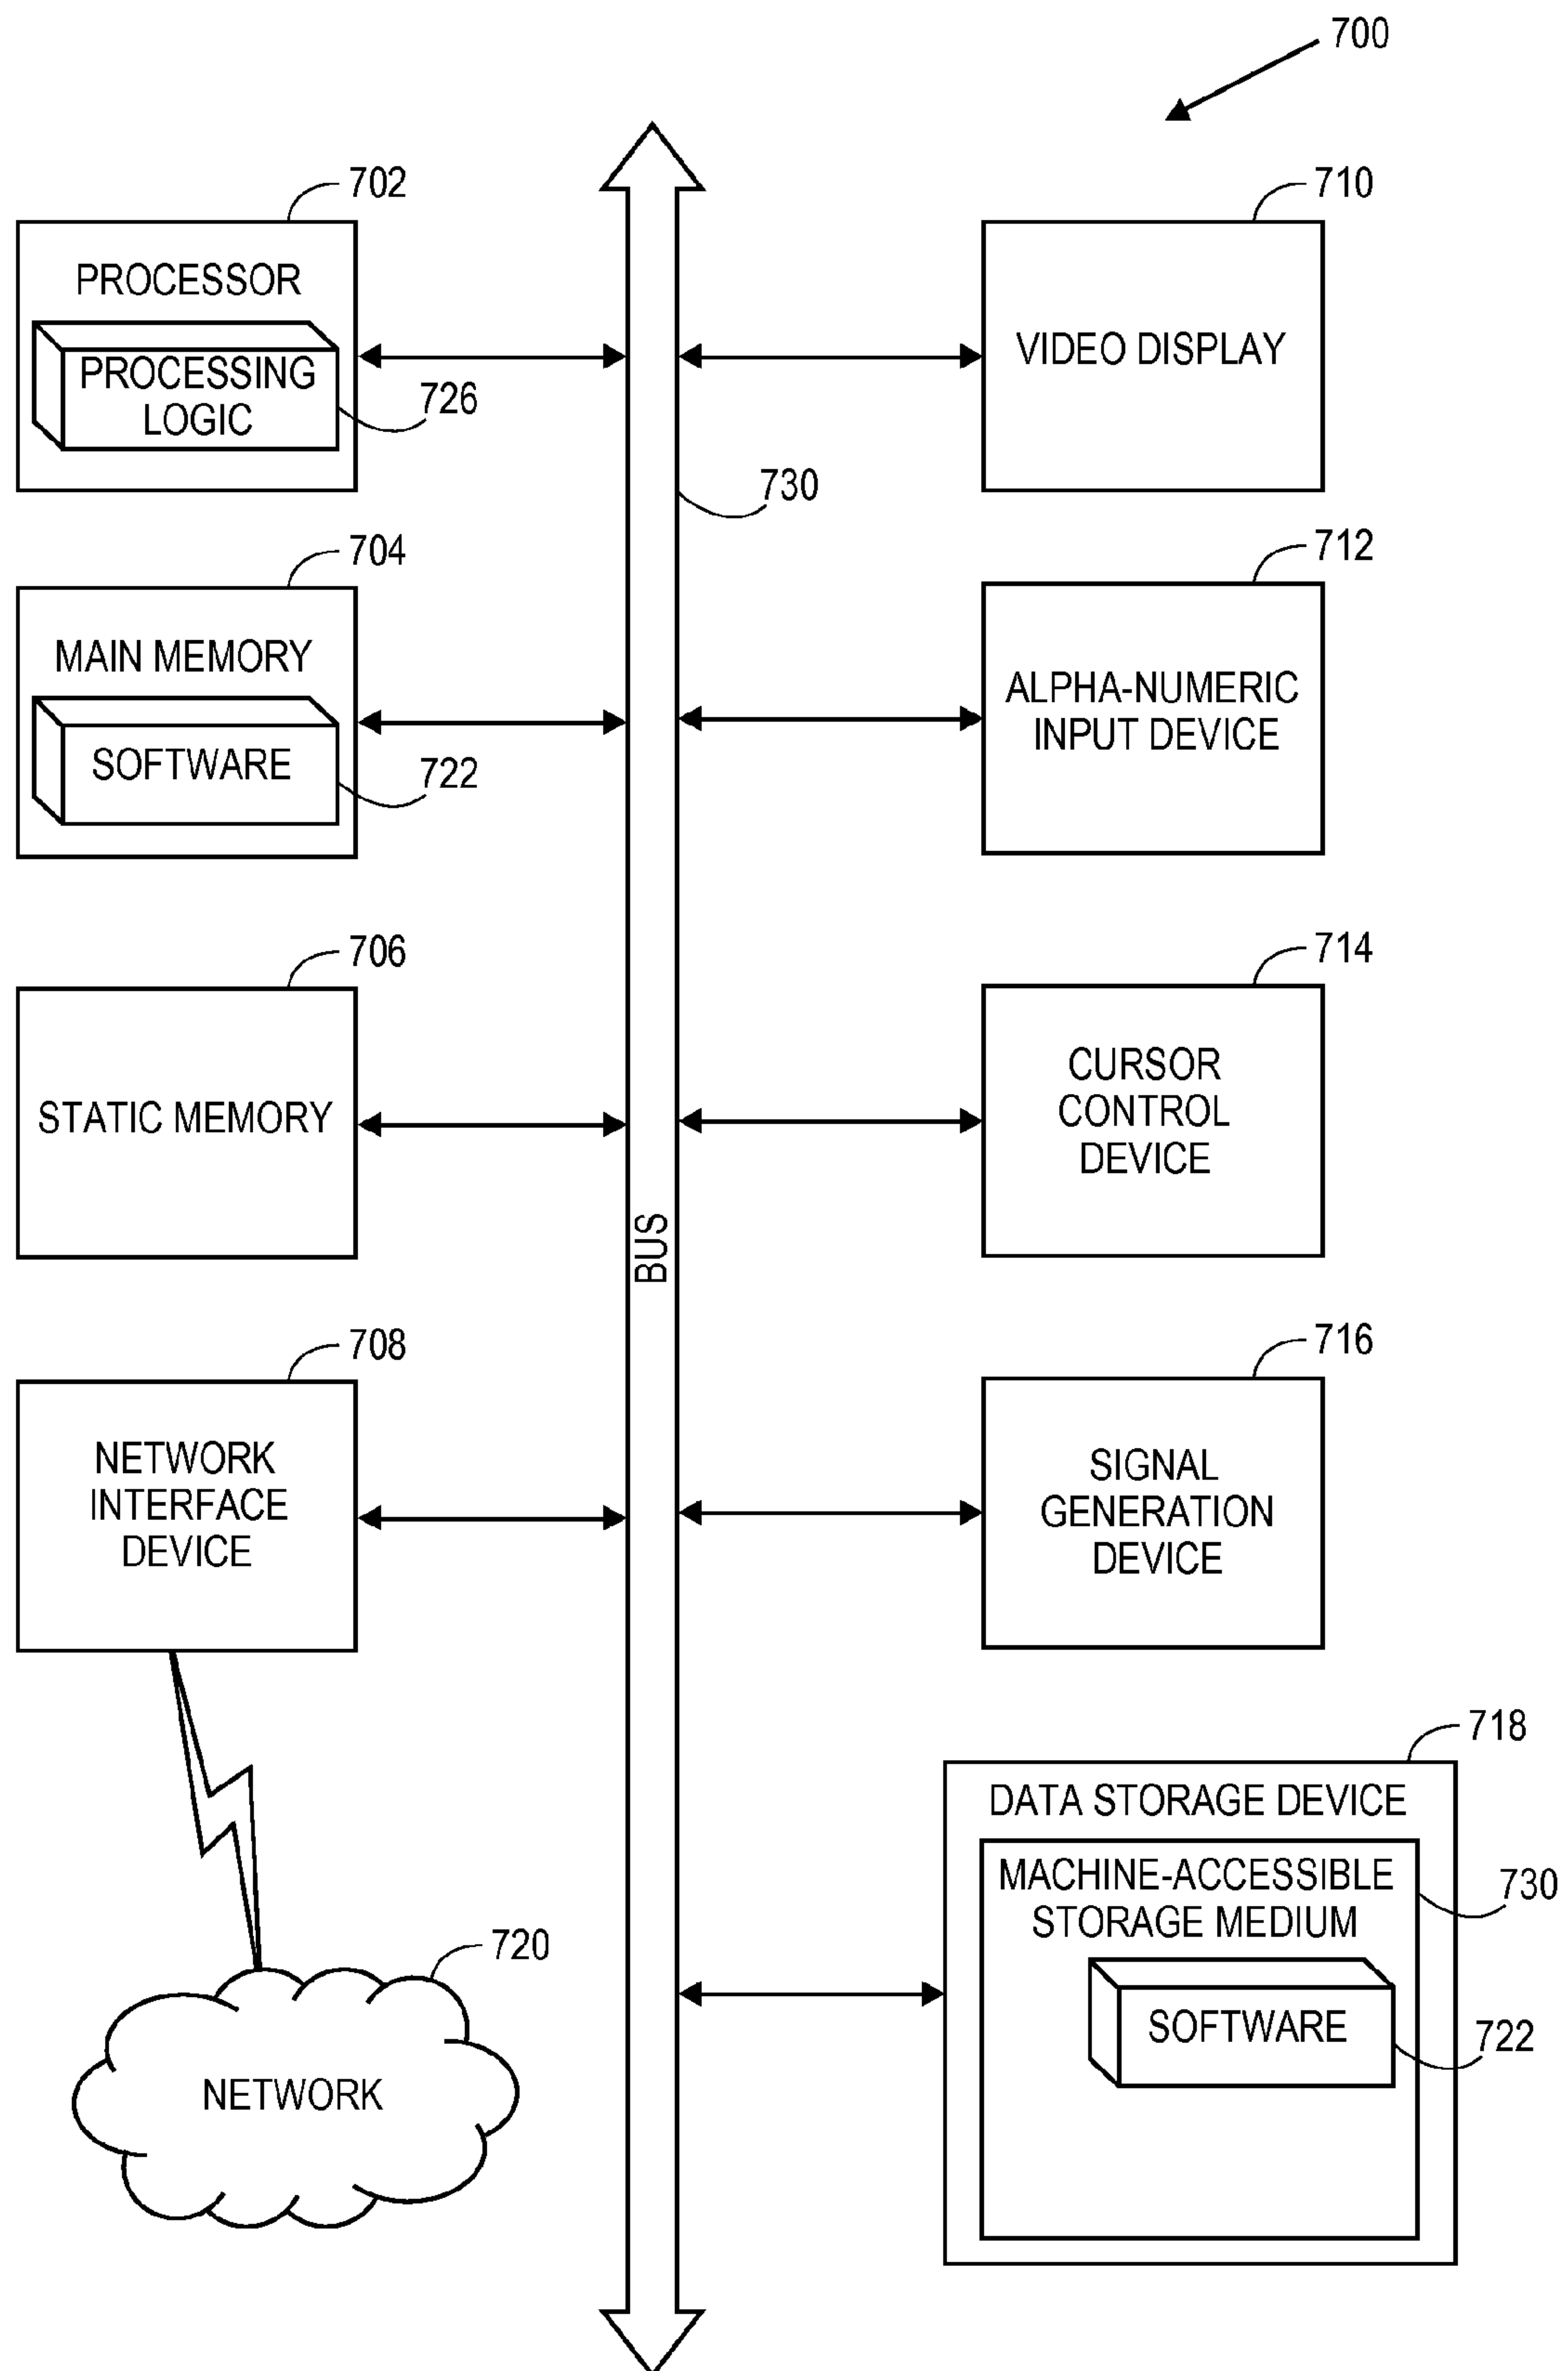 700
702
PROCESSOR
PROCESSING
LOGIC
726
710
VIDEO DISPLAY
730
704
MAIN MEMORY
SOFTWARE
722
712
ALPHA-NUMERIC
INPUT DEVICE
706
STATIC MEMORY
714
CURSOR
CONTROL
DEVICE
BUS
708
NETWORK
INTERFACE
DEVICE
716
SIGNAL
GENERATION
DEVICE
718
DATA STORAGE DEVICE
MACHINE-ACCESSIBLE
STORAGE MEDIUM
730
SOFTWARE
722
720
NETWORK